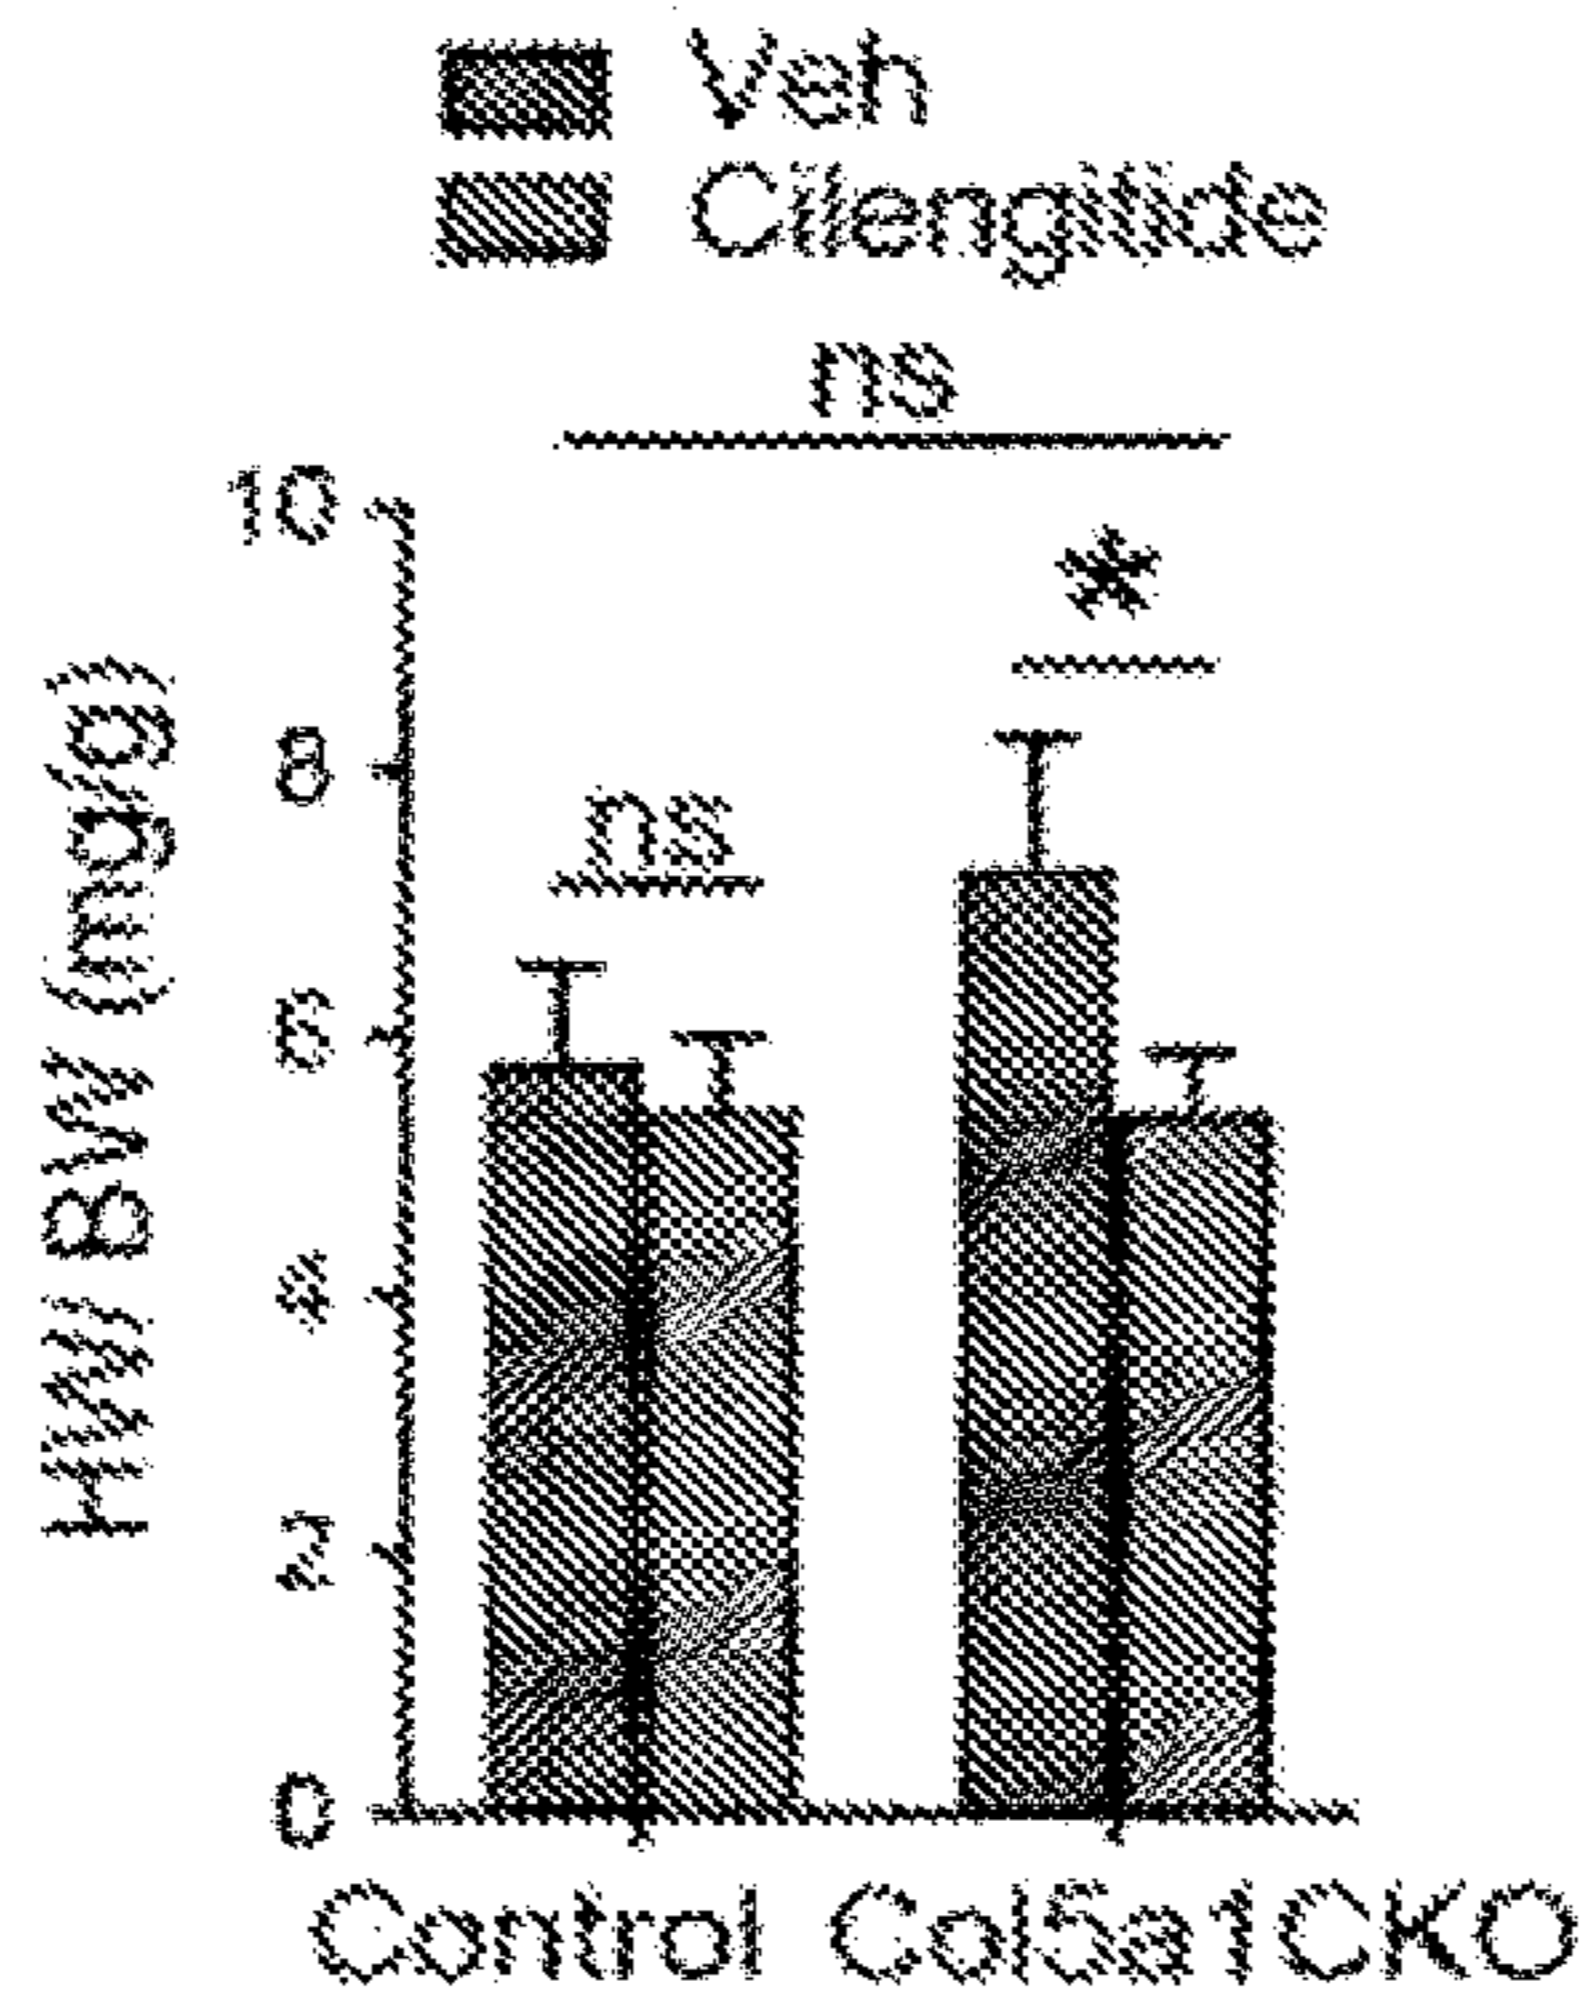 Veh
Cilengitide
ns
10
*
8
ns
6
4
2
0
HW/ BW (mg/g)
Control Col5a1CKO